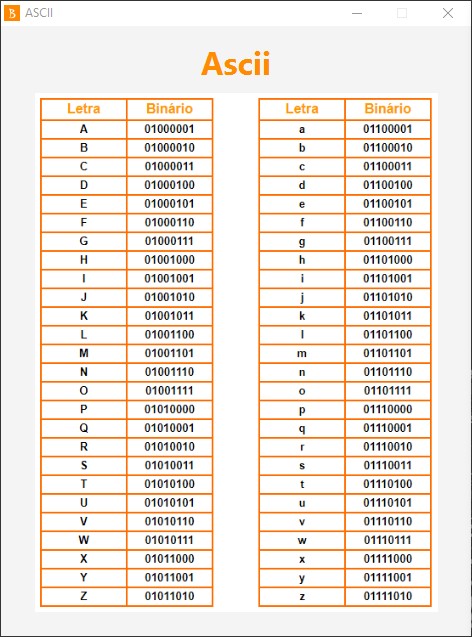 ASCII
Ascii
Letra Binário Letra Binário
A 01000001 a 01100001
B 01000010 b 01100010
C 01000011 c 01100011
D 01000100 d 01100100
E 01000101 e 01100101
F 01000110 f 01100110
G 01000111 g 01100111
H 01001000 h 01101000
I 01001001 i 01101001
J 01001010 j 01101010
K 01001011 k 01101011
L 01001100 l 01101100
M 01001101 m 01101101
N 01001110 n 01101110
O 01001111 o 01101111
P 01010000 p 01110000
Q 01010001 q 01110001
R 01010010 r 01110010
S 01010011 s 01110011
T 01010100 t 01110100
U 01010101 u 01110101
V 01010110 v 01110110
W 01010111 w 01110111
X 01011000 x 01111000
Y 01011001 y 01111001
Z 01011010 z 01111010